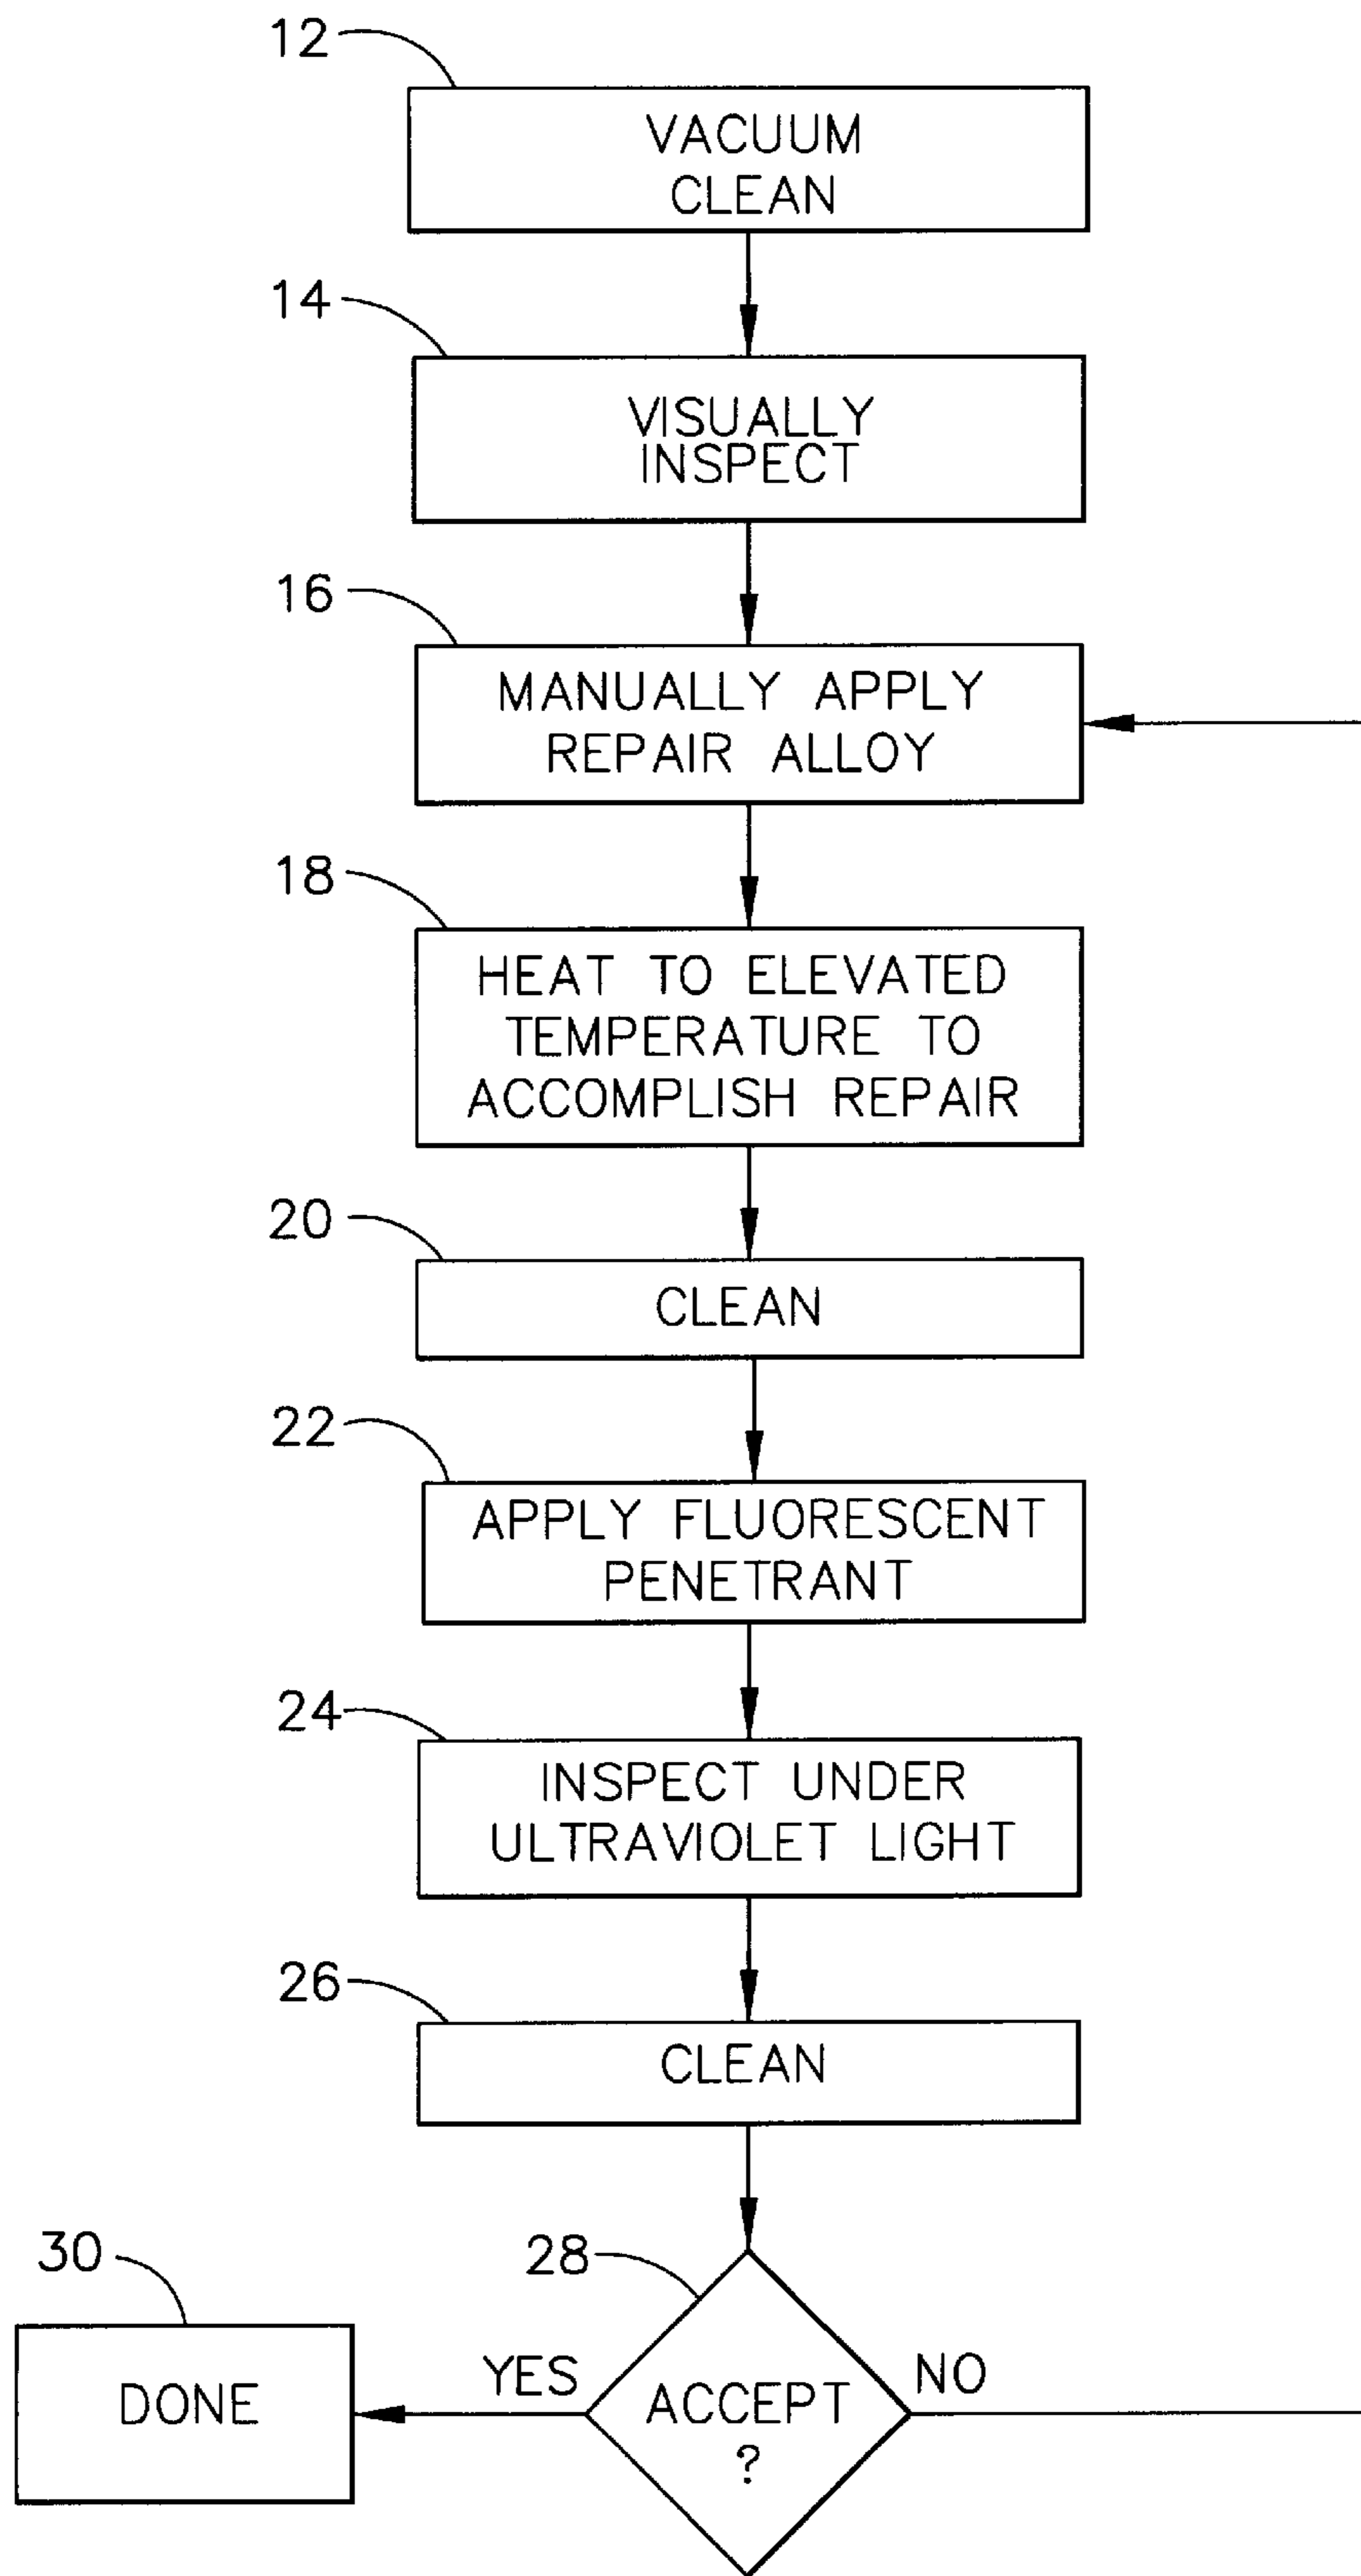 12
VACUUM
CLEAN
14
VISUALLY
INSPECT
16
MANUALLY APPLY
REPAIR ALLOY
18
HEAT TO ELEVATED
TEMPERATURE TO
ACCOMPLISH REPAIR
20
CLEAN
22
APPLY FLUORESCENT
PENETRANT
24
INSPECT UNDER
ULTRAVIOLET LIGHT
26
CLEAN
30
28
DONE
YES
ACCEPT
?
NO